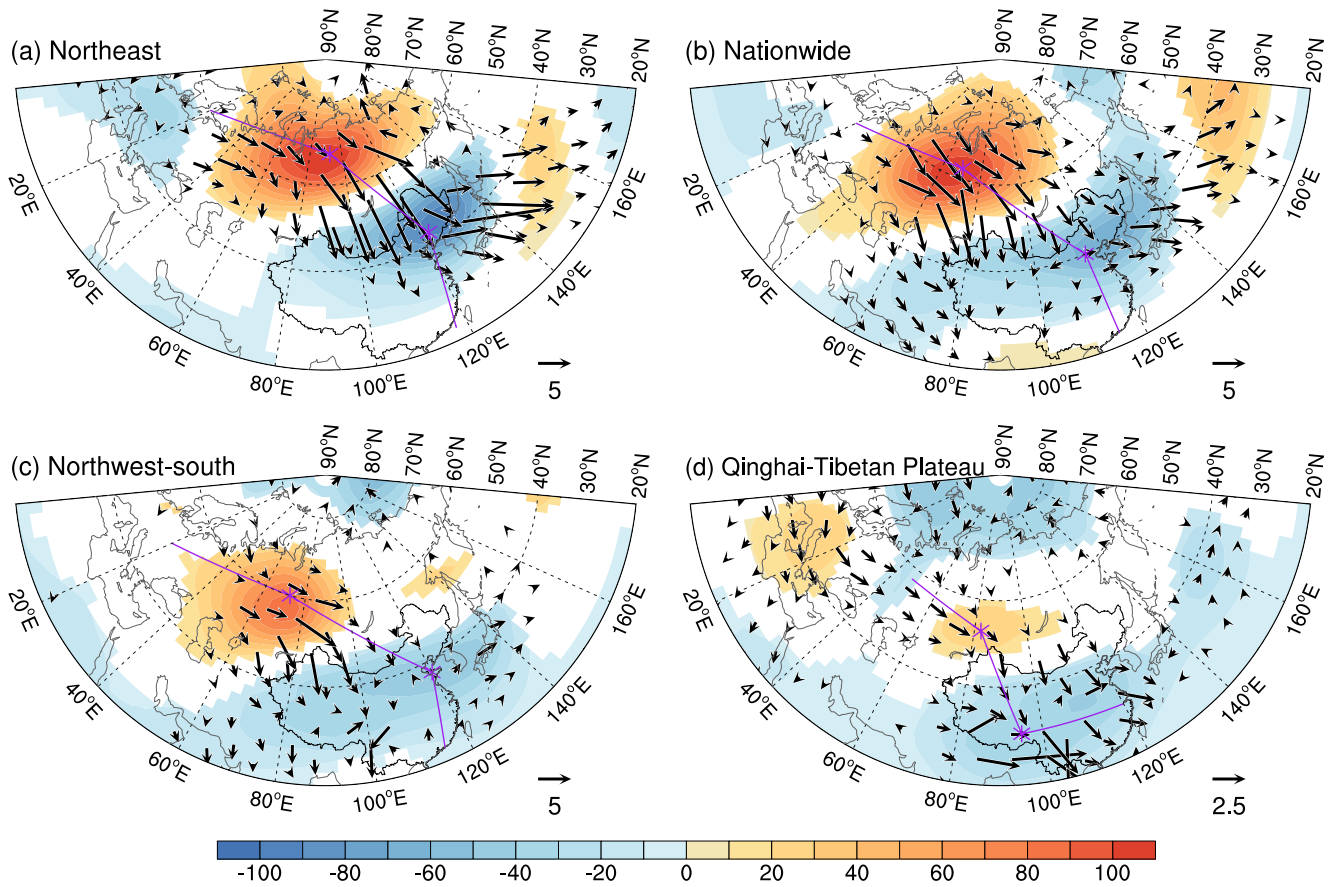 (a) Northeast
90°N 80°N 70°N 60°N 50°N 40°N 30°N 20°N
20°E 40°E 60°E 80°E 100°E 120°E 140°E 160°E
5
(b) Nationwide
90°N 80°N 70°N 60°N 50°N 40°N 30°N 20°N
20°E 40°E 60°E 80°E 100°E 120°E 140°E 160°E
5
(c) Northwest-south
90°N 80°N 70°N 60°N 50°N 40°N 30°N 20°N
20°E 40°E 60°E 80°E 100°E 120°E 140°E 160°E
5
(d) Qinghai-Tibetan Plateau
90°N 80°N 70°N 60°N 50°N 40°N 30°N 20°N
20°E 40°E 60°E 80°E 100°E 120°E 140°E 160°E
2.5
-100 -80 -60 -40 -20 0 20 40 60 80 100